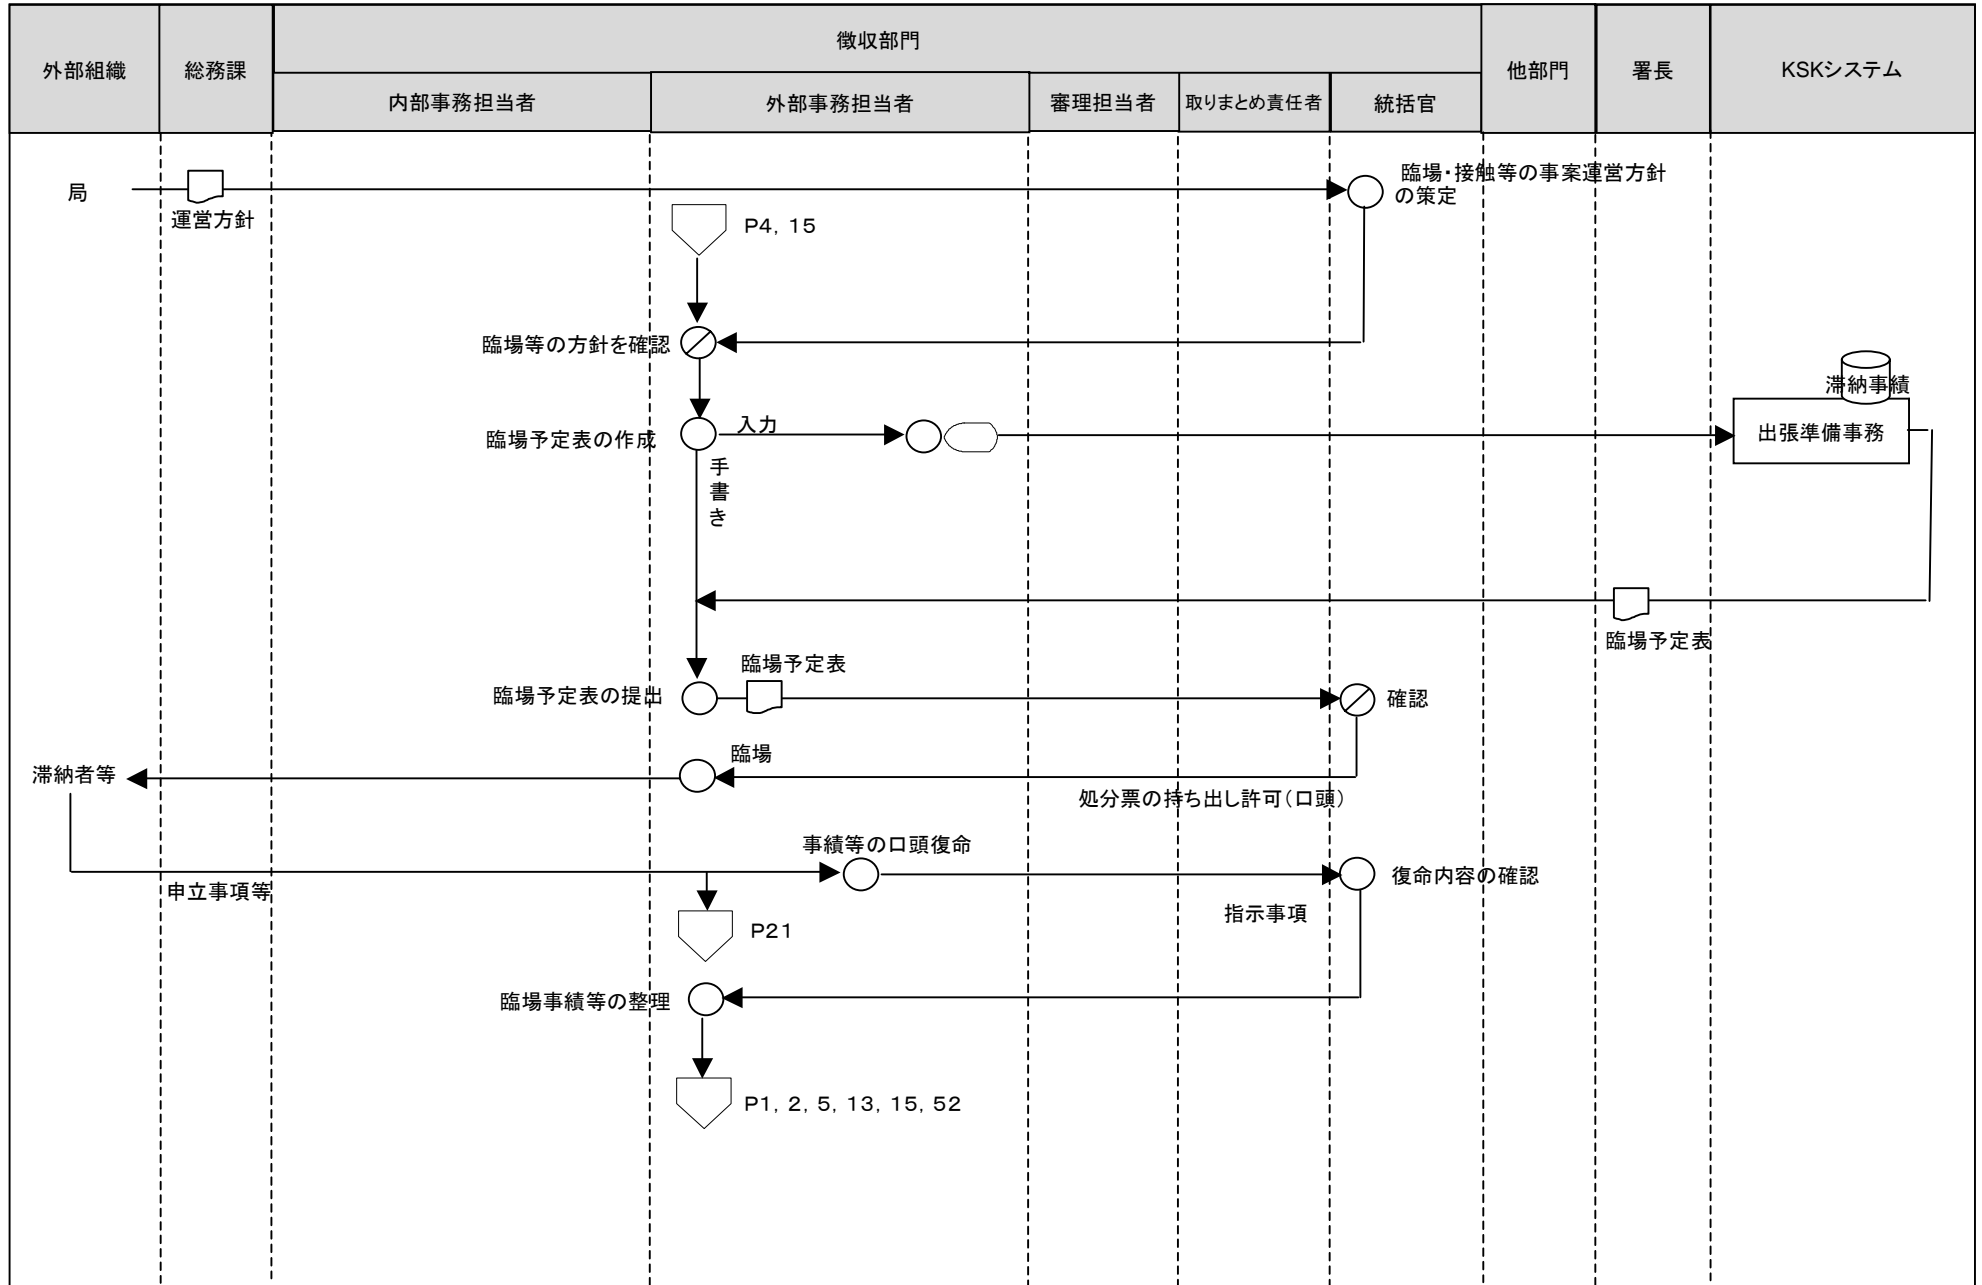 徴収部門
外部組織
総務課
他部門
署長
KSKシステム
内部事務担当者
外部事務担当者
審理担当者
取りまとめ責任者
統括官
局
運営方針
臨場・接触等の事案運営方針
の策定
P4, 15
臨場等の方針を確認
滞納事績
臨場予定表の作成
入力
出張準備事務
手書き
臨場予定表
臨場予定表
臨場予定表の提出
確認
臨場
滞納者等
処分票の持ち出し許可(口頭)
事績等の口頭復命
申立事項等
復命内容の確認
指示事項
P21
臨場事績等の整理
P1, 2, 5, 13, 15, 52